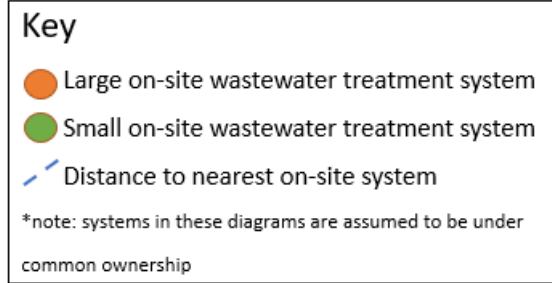 Key
Large on-site wastewater treatment system
Small on-site wastewater treatment system
Distance to nearest on-site system
*note: systems in these diagrams are assumed to be under
common ownership